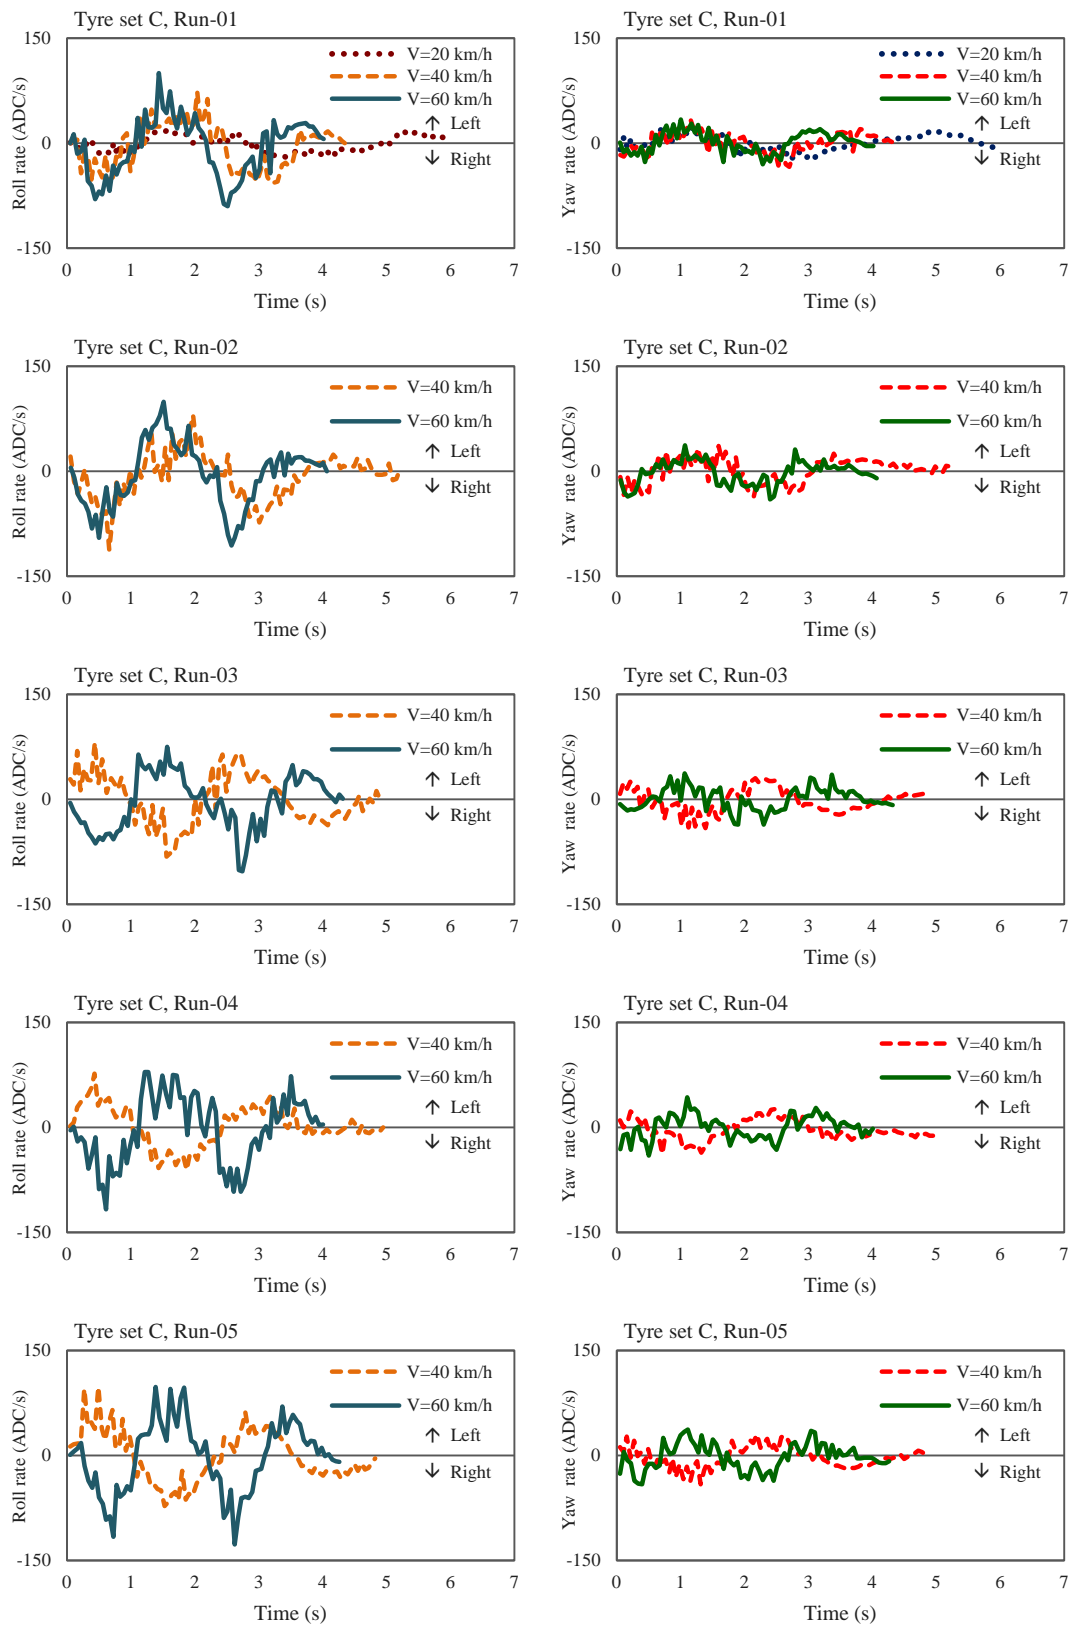 Tyre set C, Run-01
150
0
-150
Roll rate (ADC/s)
V=20 km/h
V=40 km/h
V=60 km/h
↑ Left
↓ Right
0 1 2 3 4 5 6 7
Time (s)
Tyre set C, Run-01
150
0
-150
Yaw rate (ADC/s)
V=20 km/h
V=40 km/h
V=60 km/h
↑ Left
↓ Right
0 1 2 3 4 5 6 7
Time (s)
Tyre set C, Run-02
150
0
-150
Roll rate (ADC/s)
V=40 km/h
V=60 km/h
↑ Left
↓ Right
0 1 2 3 4 5 6 7
Time (s)
Tyre set C, Run-02
150
0
-150
Yaw rate (ADC/s)
V=40 km/h
V=60 km/h
↑ Left
↓ Right
0 1 2 3 4 5 6 7
Time (s)
Tyre set C, Run-03
150
0
-150
Roll rate (ADC/s)
V=40 km/h
V=60 km/h
↑ Left
↓ Right
0 1 2 3 4 5 6 7
Time (s)
Tyre set C, Run-03
150
0
-150
Yaw rate (ADC/s)
V=40 km/h
V=60 km/h
↑ Left
↓ Right
0 1 2 3 4 5 6 7
Time (s)
Tyre set C, Run-04
150
0
-150
Roll rate (ADC/s)
V=40 km/h
V=60 km/h
↑ Left
↓ Right
0 1 2 3 4 5 6 7
Time (s)
Tyre set C, Run-04
150
0
-150
Yaw rate (ADC/s)
V=40 km/h
V=60 km/h
↑ Left
↓ Right
0 1 2 3 4 5 6 7
Time (s)
Tyre set C, Run-05
150
0
-150
Roll rate (ADC/s)
V=40 km/h
V=60 km/h
↑ Left
↓ Right
0 1 2 3 4 5 6 7
Time (s)
Tyre set C, Run-05
150
0
-150
Yaw rate (ADC/s)
V=40 km/h
V=60 km/h
↑ Left
↓ Right
0 1 2 3 4 5 6 7
Time (s)